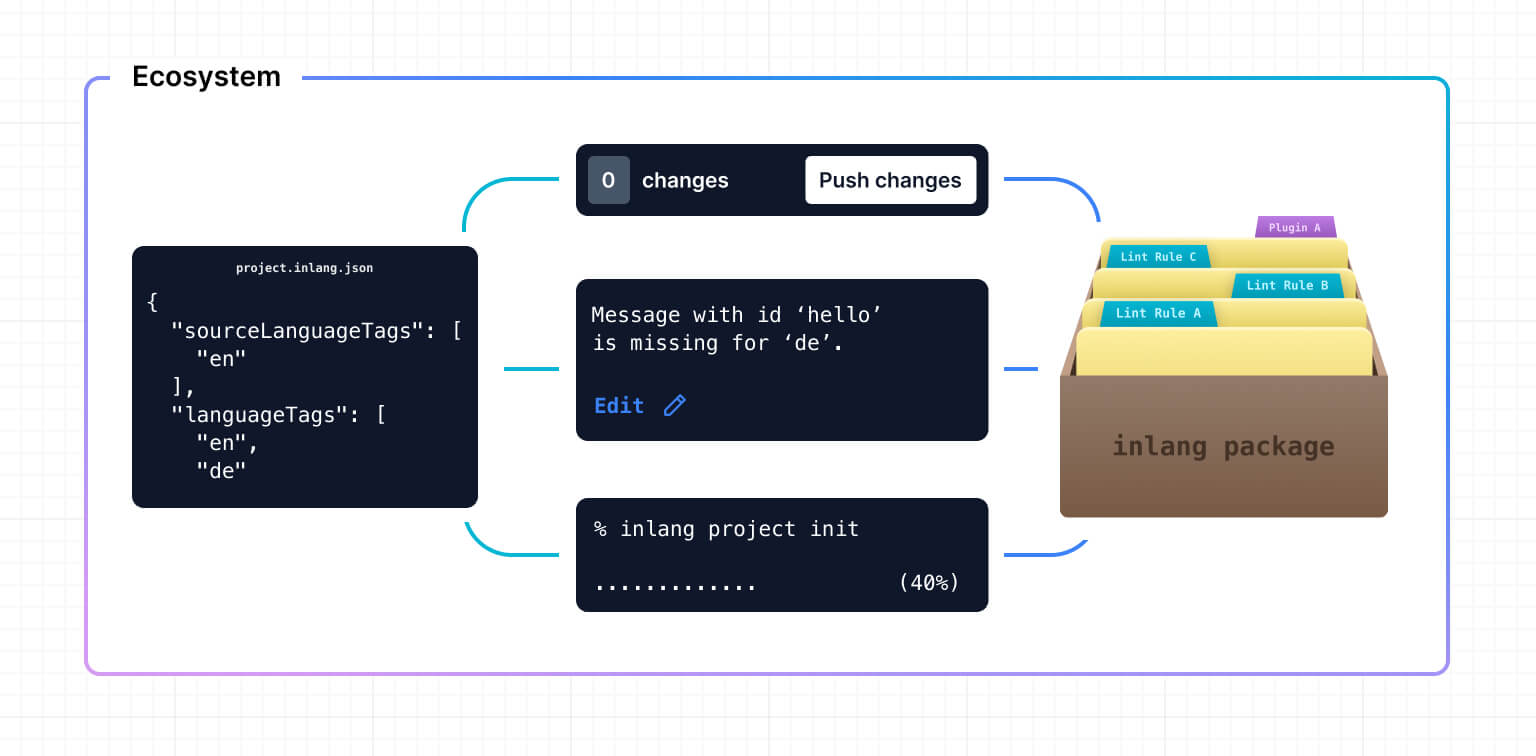 Ecosystem
project.inlang.json
{
"sourceLanguageTags": [
"en"
],
"languageTags": [
"en",
"de"
0 changes
Push changes
Message with id ‘hello’
is missing for ‘de’.
Edit
% inlang project init
............. (40%)
Plugin A
Lint Rule C
Lint Rule B
Lint Rule A
inlang package